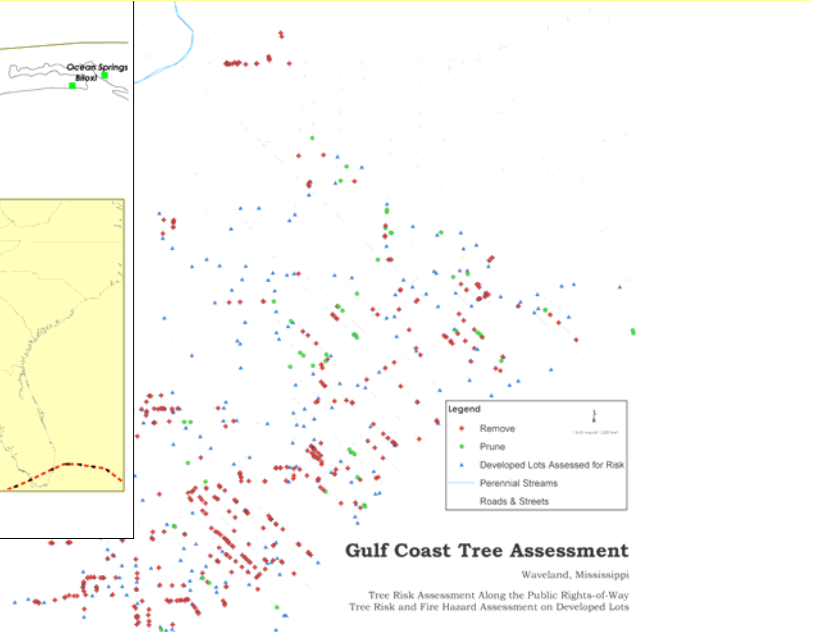 Ocean Springs
Biloxi
Legend
Remove
Prune
Developed Lots Assessed for Risk
Perennial Streams
Roads & Streets
Gulf Coast Tree Assessment
Waveland, Mississippi
Tree Risk Assessment Along the Public Rights-of-Way
Tree Risk and Fire Hazard Assessment on Developed Lots